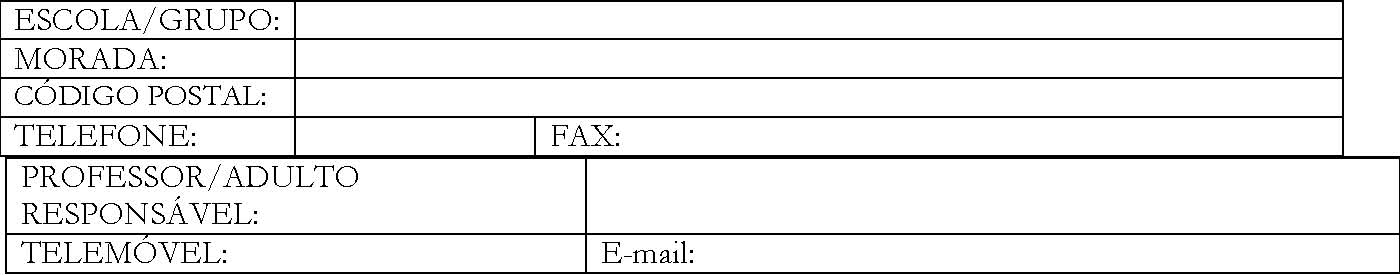 ESCOLA/GRUPO:
MORADA:
CÓDIGO POSTAL:
TELEFONE: FAX:
PROFESSOR/ADULTO
RESPONSÁVEL:
TELEMÓVEL: E-mail: